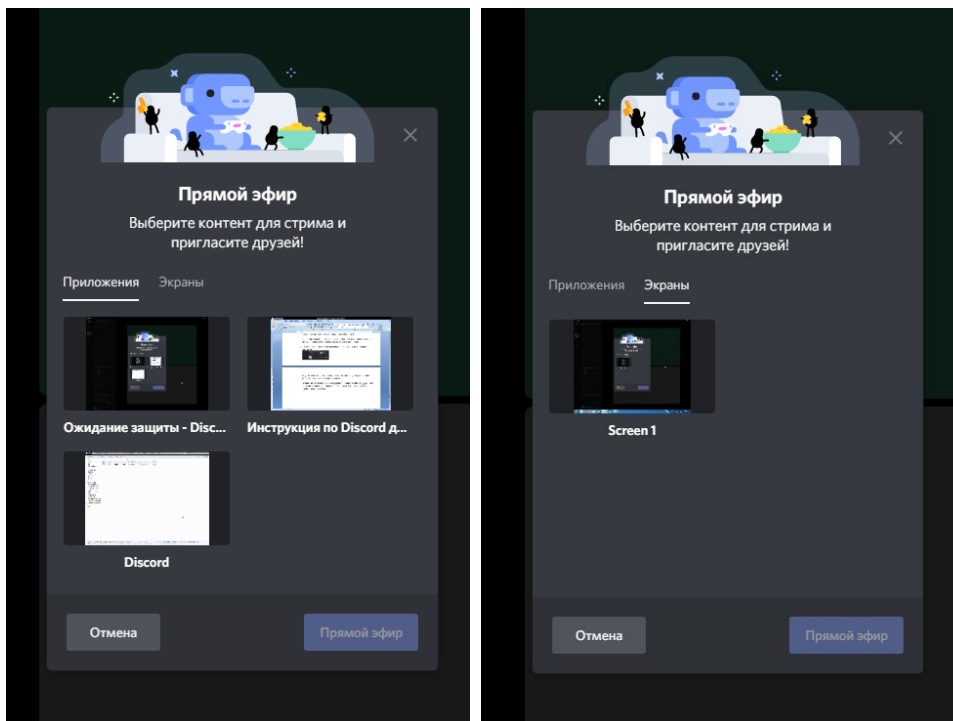 Прямой эфир
Выберите контент для стрима и
пригласите друзей!
Приложения Экраны
Ожидание защиты - Disc... Инструкция по Discord д...
Discord
Отмена Прямой эфир
Прямой эфир
Выберите контент для стрима и
пригласите друзей!
Приложения Экраны
Screen 1
Отмена Прямой эфир